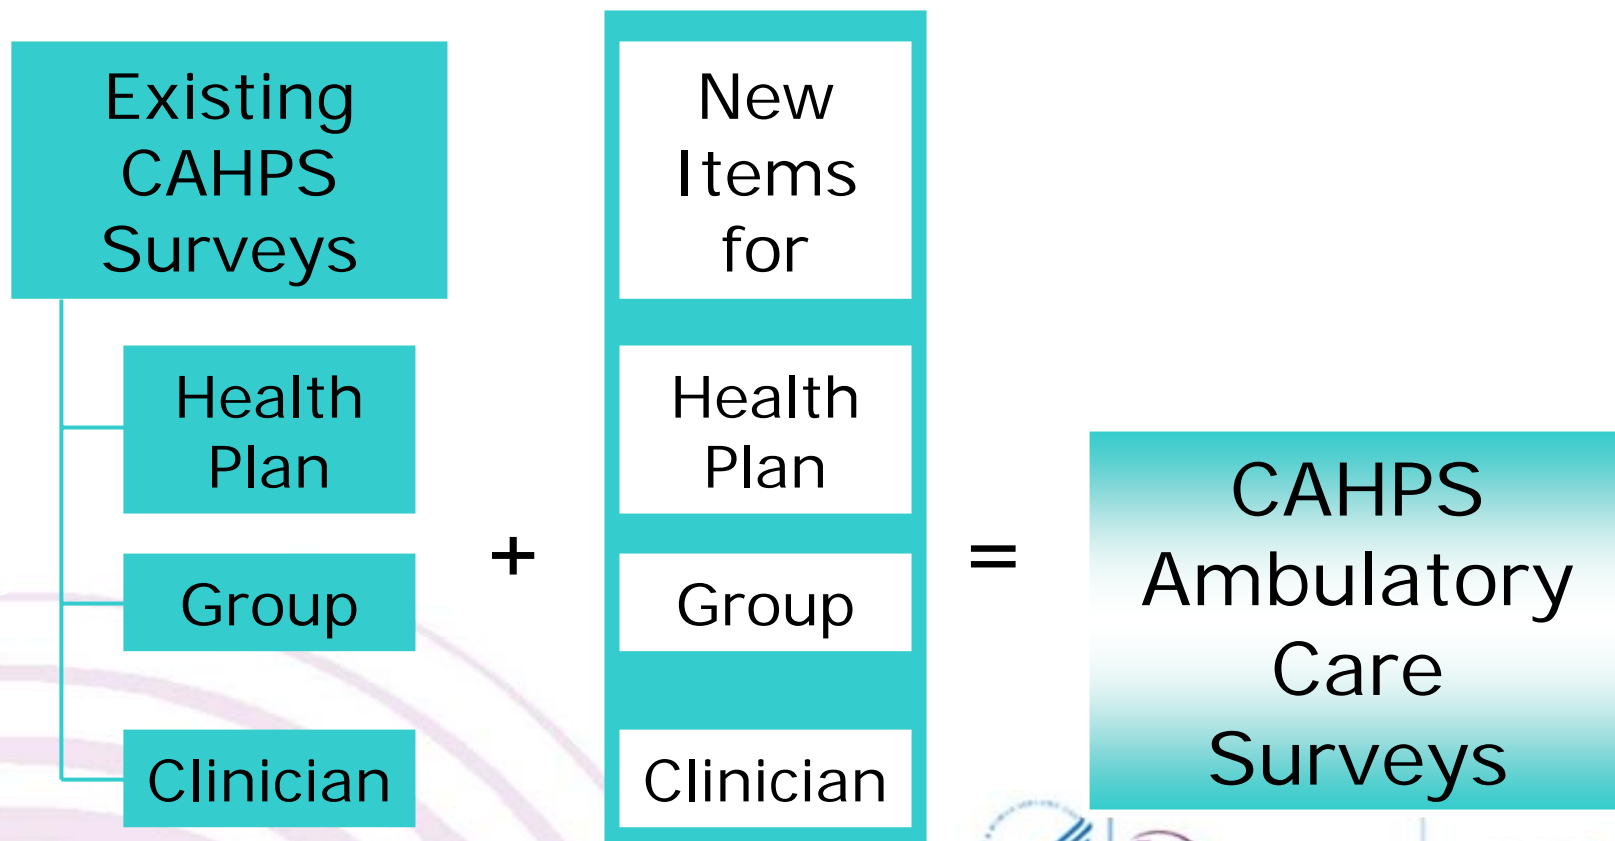 Existing
CAHPS
Surveys
Health
Plan
Group
Clinician
+
New
Items
for
Health
Plan
Group
Clinician
=
CAHPS
Ambulatory
Care
Surveys